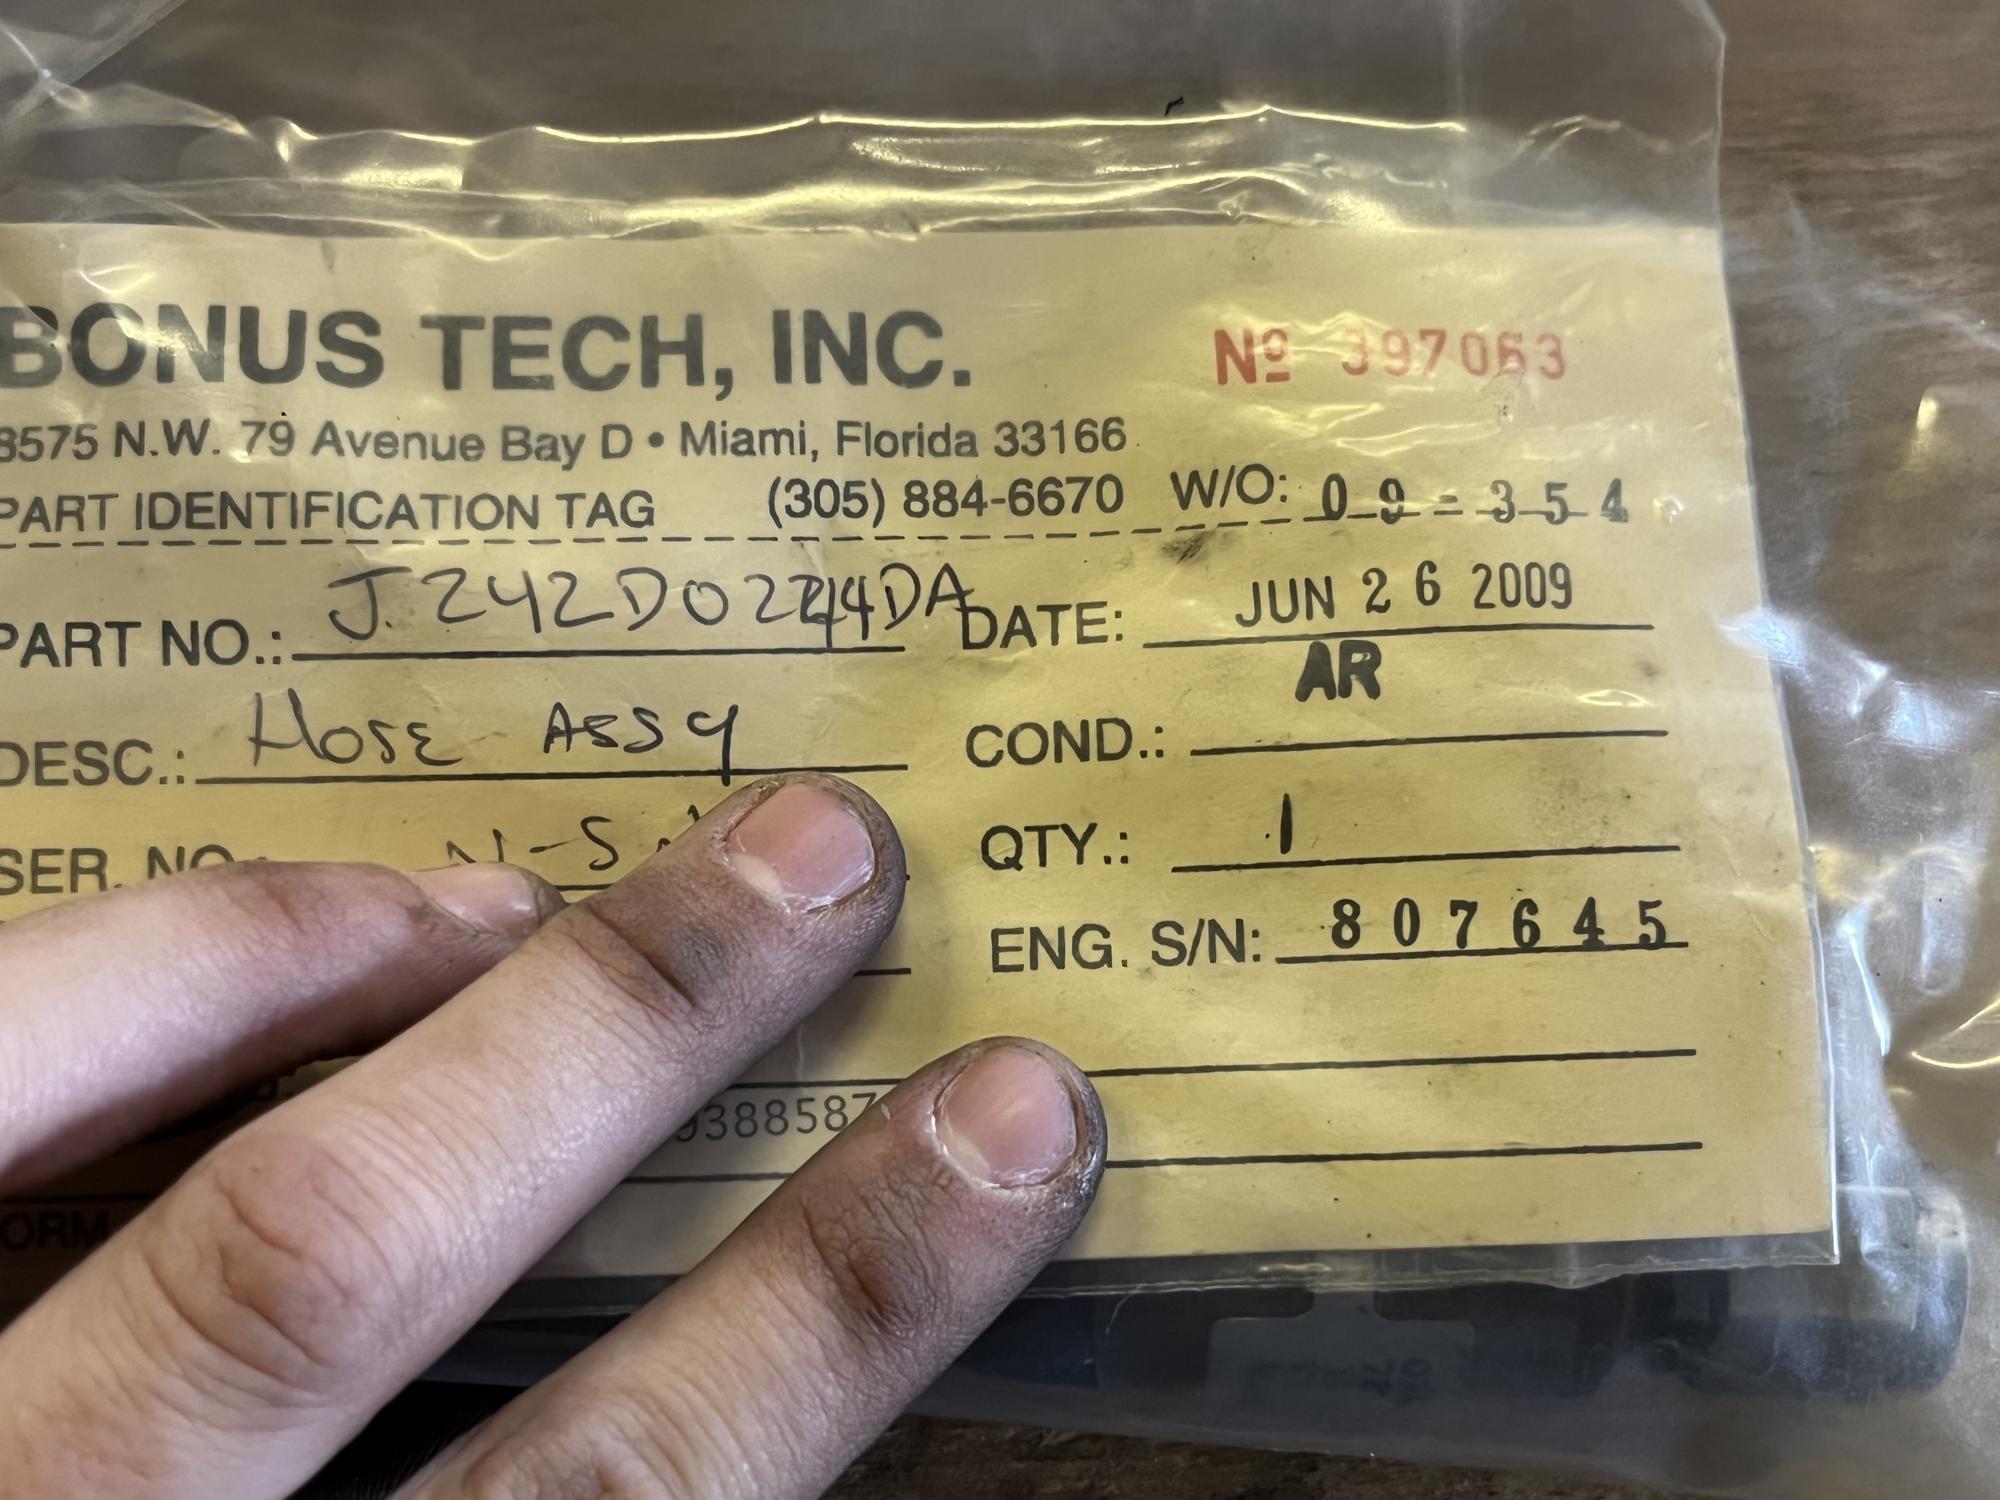 BONUS TECH, INC. Nº 397063
8575 N.W. 79 Avenue Bay D • Miami, Florida 33166
PART IDENTIFICATION TAG (305) 884-6670 W/O: 09-354
PART NO.: DATE: JUN 26 2009
DESC.: Hose Assy COND.: AR
SER. NO.: N-S QTY.: 1
ENG. S/N: 807645
938858